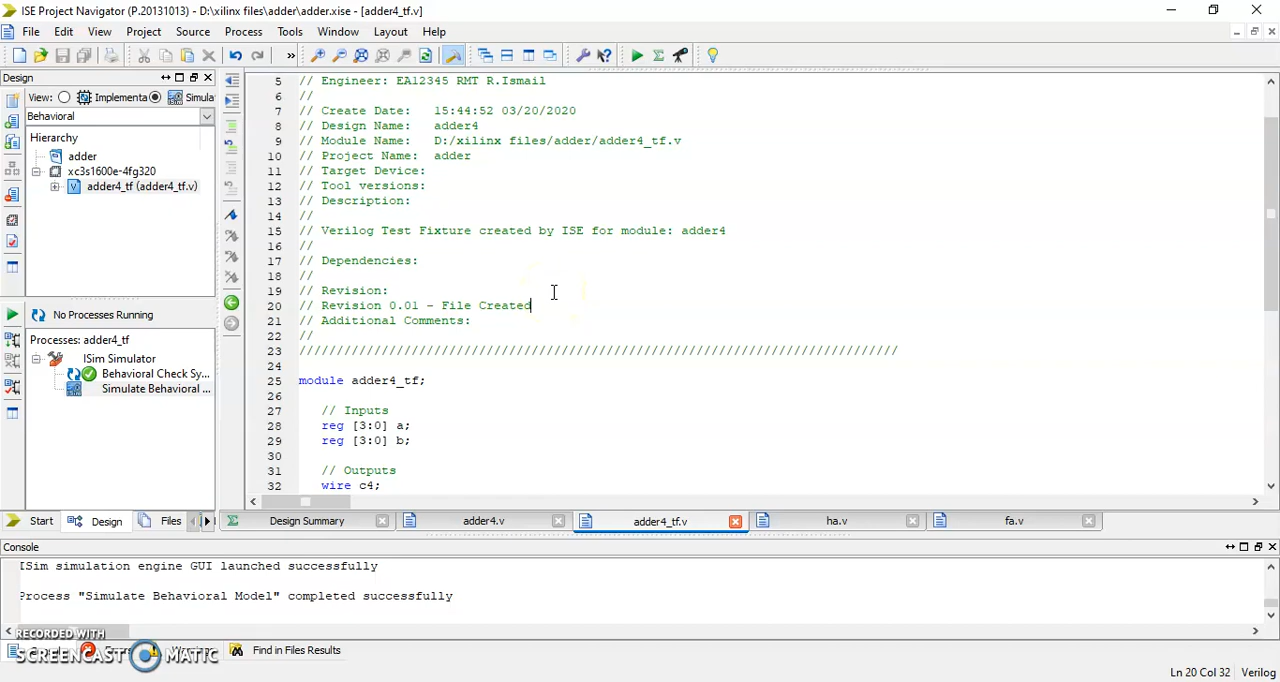 ISE Project Navigator (P.20131013) - D:\xilinx files\adder\adder.xise - [adder4_tf.v]
File Edit View Project Source Process Tools Window Layout Help
Design
View: Implementa Simula
Behavioral
Hierarchy
adder
xc3s1600e-4fg320
adder4_tf (adder4_tf.v)
No Processes Running
Processes: adder4_tf
ISim Simulator
Behavioral Check Sy...
Simulate Behavioral ...
Start Design Files
5 // Engineer: EA12345 RMT R.Ismail
6 //
7 // Create Date: 15:44:52 03/20/2020
8 // Design Name: adder4
9 // Module Name: D:/xilinx files/adder/adder4_tf.v
10 // Project Name: adder
11 // Target Device:
12 // Tool versions:
13 // Description:
14 //
15 // Verilog Test Fixture created by ISE for module: adder4
16 //
17 // Dependencies:
18 //
19 // Revision:
20 // Revision 0.01 - File Created
21 // Additional Comments:
22 //
23 ////////////////////////////////////////////////////////////////////////////////
24
25 module adder4_tf;
26
27 // Inputs
28 reg [3:0] a;
29 reg [3:0] b;
30
31 // Outputs
32 wire c4;
Design Summary adder4.v adder4_tf.v ha.v fa.v
Console
ISim simulation engine GUI launched successfully
Process "Simulate Behavioral Model" completed successfully
RECORDED WITH
SCREENCAST MATIC
Find in Files Results
Ln 20 Col 32 Verilog